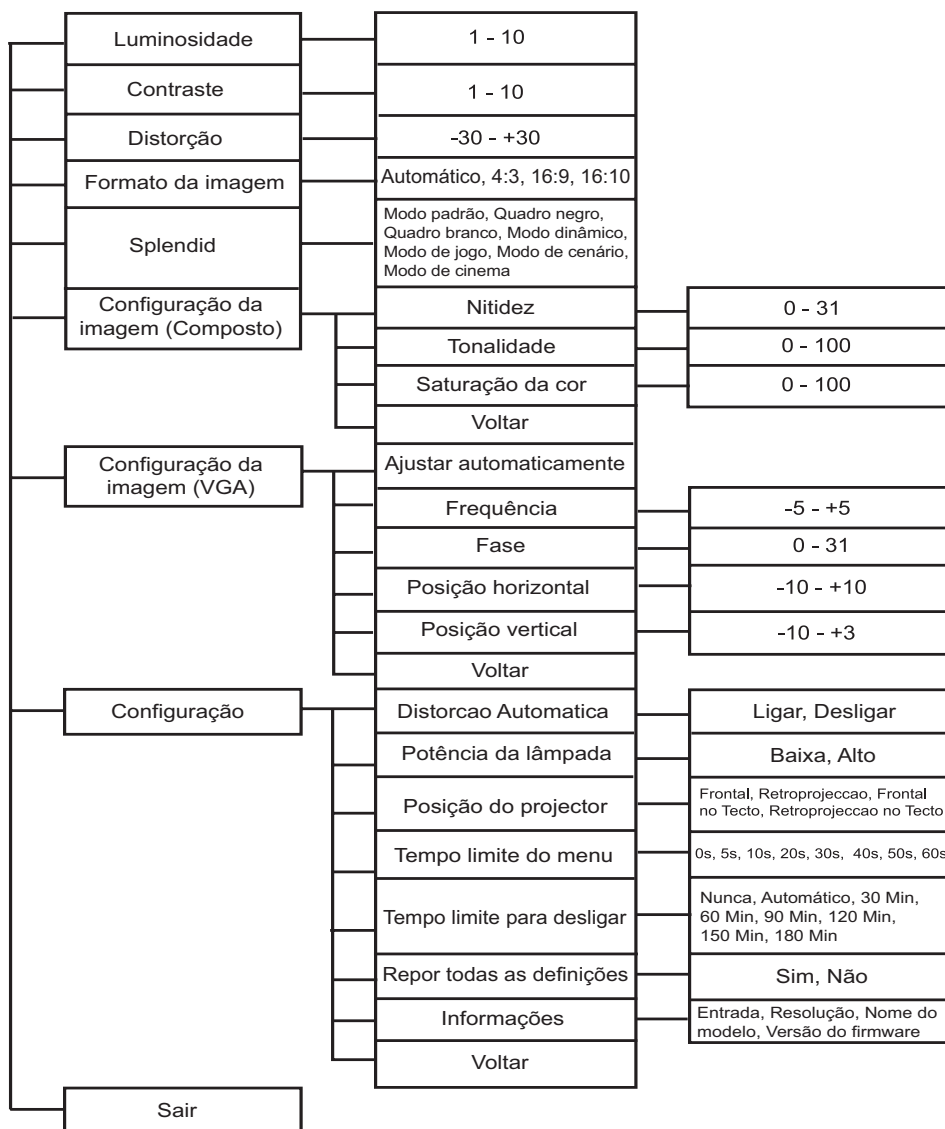 Luminosidade
1 - 10
Contraste
1 - 10
Distorção
-30 - +30
Formato da imagem
Automático, 4:3, 16:9, 16:10
Splendid
Modo padrão, Quadro negro,
Quadro branco, Modo dinâmico,
Modo de jogo, Modo de cenário,
Modo de cinema
Configuração da
imagem (Composto)
Nitidez
0 - 31
Tonalidade
0 - 100
Saturação da cor
0 - 100
Voltar
Configuração da
imagem (VGA)
Ajustar automaticamente
Frequência
-5 - +5
Fase
0 - 31
Posição horizontal
-10 - +10
Posição vertical
-10 - +3
Voltar
Configuração
Distorcao Automatica
Ligar, Desligar
Potência da lâmpada
Baixa, Alto
Posição do projector
Frontal, Retroprojeccao, Frontal
no Tecto, Retroprojeccao no Tecto
Tempo limite do menu
0s, 5s, 10s, 20s, 30s, 40s, 50s, 60s
Tempo limite para desligar
Nunca, Automático, 30 Min,
60 Min, 90 Min, 120 Min,
150 Min, 180 Min
Repor todas as definições
Sim, Não
Informações
Entrada, Resolução, Nome do
modelo, Versão do firmware
Voltar
Sair